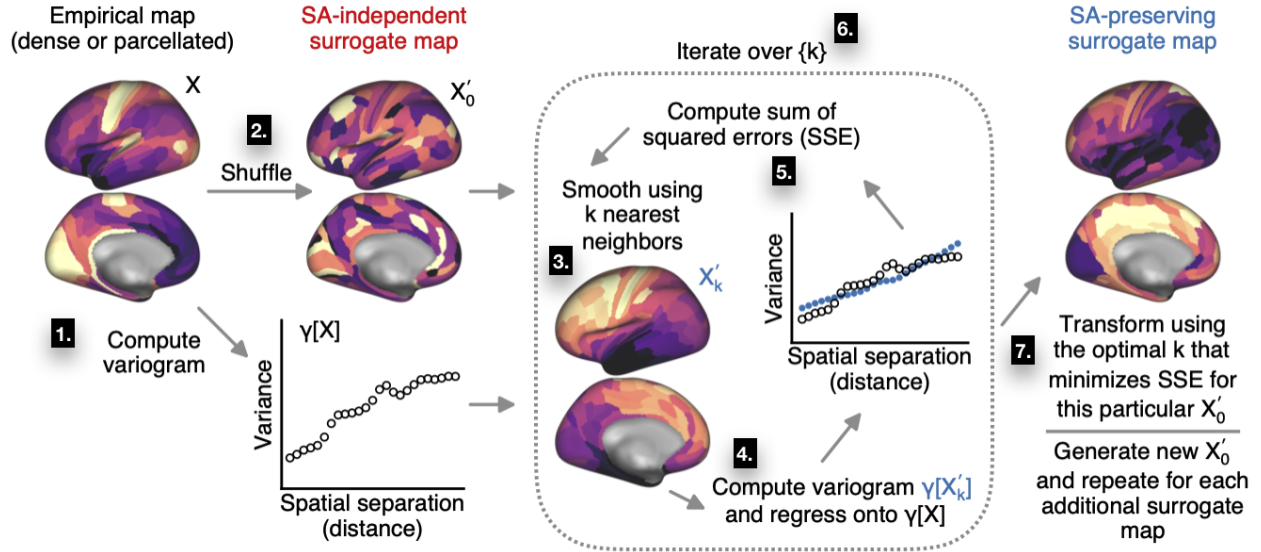 Empirical map
(dense or parcellated)
X
SA-independent
surrogate map
X′0
2.
Shuffle
1.
Compute
variogram
γ[X]
Variance
Spatial separation
(distance)
6.
Iterate over {k}
Compute sum of
squared errors (SSE)
5.
Smooth using
k nearest
neighbors
3.
X′k
Variance
Spatial separation
(distance)
4.
Compute variogram γ[X′k]
and regress onto γ[X]
SA-preserving
surrogate map
7.
Transform using
the optimal k that
minimizes SSE for
this particular X′0
Generate new X′0
and repeat for each
additional surrogate
map